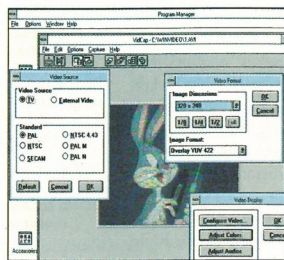 Program Manager
File Options Window Help
VidCap - C:\WINVIDEO\1.AVI
File Edit Options Capture Help
Video Source
Video Source
TV
External Video
Standard
PAL
NTSC 4.43
NTSC
PAL M
SECAM
PAL N
Default
Cancel
OK
Video Format
Image Dimensions
320 x 240
OK
Cancel
1/8
1/4
1/2
Full
Image Format:
Overlay YUV 422
Video Display
Configure Video...
OK
Adjust Colors
Cancel
Adjust Audios
Accessories